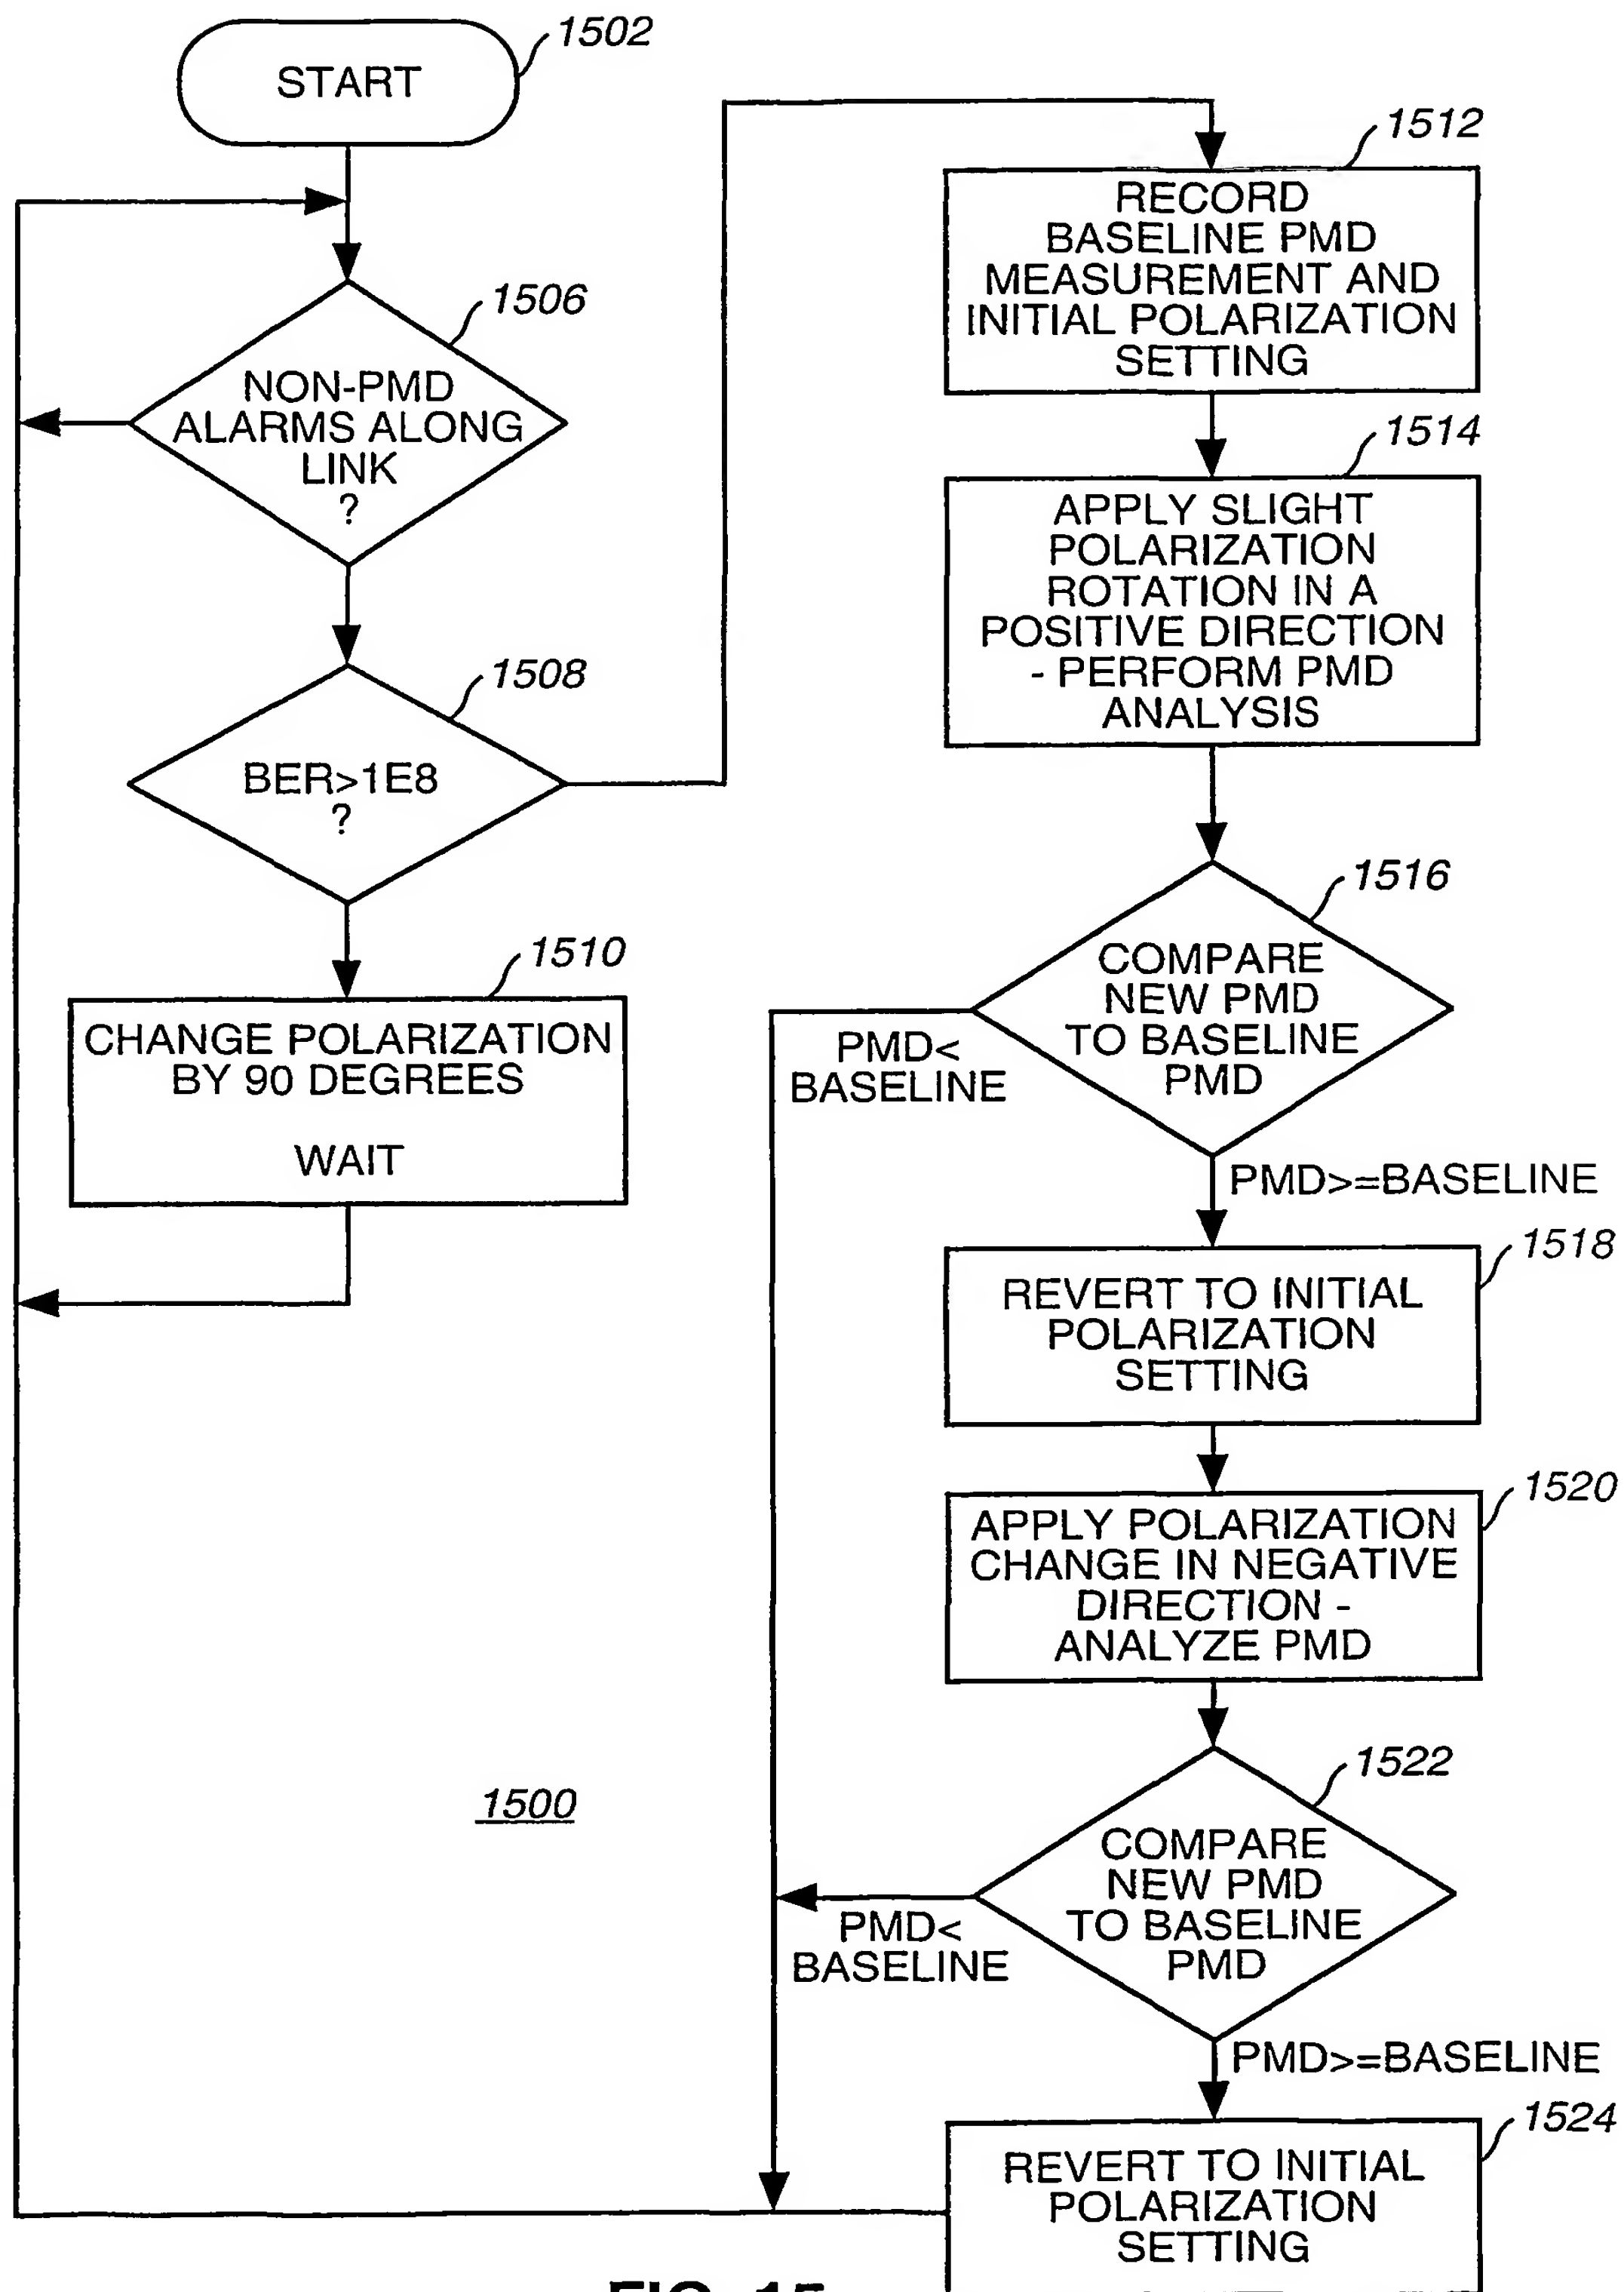 1502
START
1506
NON-PMD
ALARMS ALONG
LINK
?
1508
BER>1E8
?
1510
CHANGE POLARIZATION
BY 90 DEGREES
WAIT
1512
RECORD
BASELINE PMD
MEASUREMENT AND
INITIAL POLARIZATION
SETTING
1514
APPLY SLIGHT
POLARIZATION
ROTATION IN A
POSITIVE DIRECTION
- PERFORM PMD
ANALYSIS
1516
COMPARE
NEW PMD
TO BASELINE
PMD
PMD<
BASELINE
PMD>=BASELINE
1518
REVERT TO INITIAL
POLARIZATION
SETTING
1520
APPLY POLARIZATION
CHANGE IN NEGATIVE
DIRECTION -
ANALYZE PMD
1522
COMPARE
NEW PMD
TO BASELINE
PMD
PMD<
BASELINE
PMD>=BASELINE
1524
REVERT TO INITIAL
POLARIZATION
SETTING
1500
FIG. 15